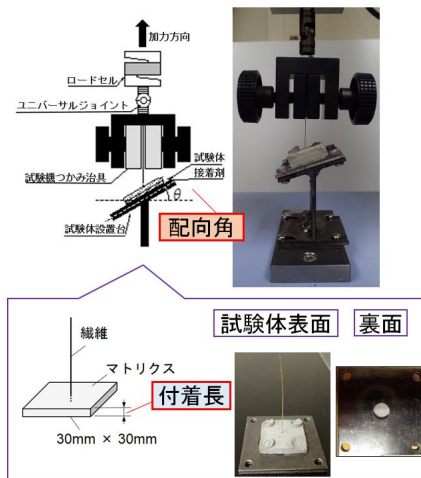 加力方向
ロードセル
ユニバーサルジョイント
試験体
接着剤
試験機つかみ治具
θ
試験体設置台
配向角
試験体表面
裏面
繊維
マトリクス
付着長
30mm × 30mm